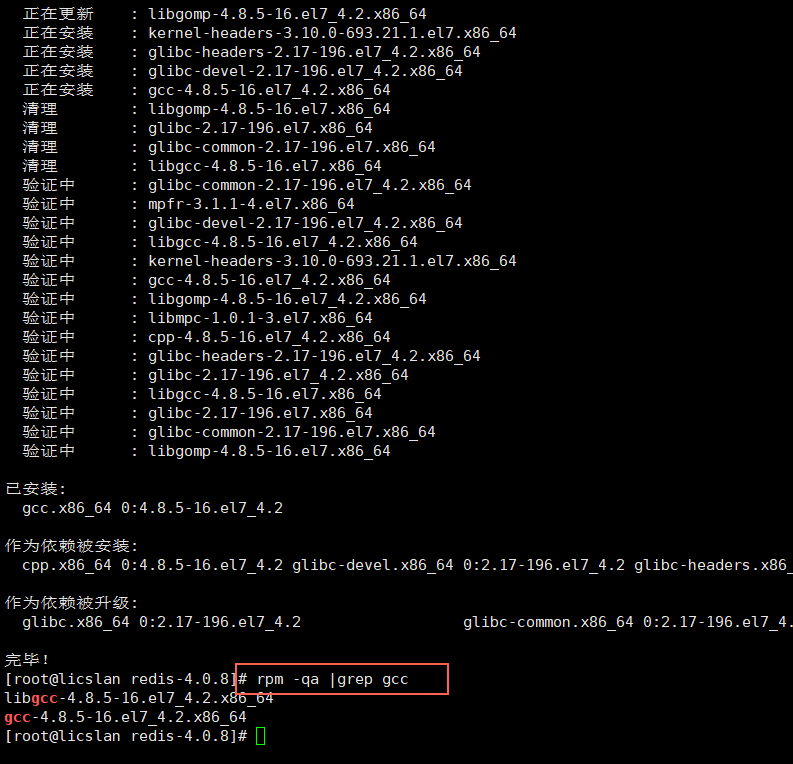 正在更新 : libgomp-4.8.5-16.el7_4.2.x86_64
正在安装 : kernel-headers-3.10.0-693.21.1.el7.x86_64
正在安装 : glibc-headers-2.17-196.el7_4.2.x86_64
正在安装 : glibc-devel-2.17-196.el7_4.2.x86_64
正在安装 : gcc-4.8.5-16.el7_4.2.x86_64
清理 : libgomp-4.8.5-16.el7.x86_64
清理 : glibc-2.17-196.el7.x86_64
清理 : glibc-common-2.17-196.el7.x86_64
清理 : libgcc-4.8.5-16.el7.x86_64
验证中 : glibc-common-2.17-196.el7_4.2.x86_64
验证中 : mpfr-3.1.1-4.el7.x86_64
验证中 : glibc-devel-2.17-196.el7_4.2.x86_64
验证中 : libgcc-4.8.5-16.el7_4.2.x86_64
验证中 : kernel-headers-3.10.0-693.21.1.el7.x86_64
验证中 : gcc-4.8.5-16.el7_4.2.x86_64
验证中 : libgomp-4.8.5-16.el7_4.2.x86_64
验证中 : libmpc-1.0.1-3.el7.x86_64
验证中 : cpp-4.8.5-16.el7_4.2.x86_64
验证中 : glibc-headers-2.17-196.el7_4.2.x86_64
验证中 : glibc-2.17-196.el7_4.2.x86_64
验证中 : libgcc-4.8.5-16.el7.x86_64
验证中 : glibc-2.17-196.el7.x86_64
验证中 : glibc-common-2.17-196.el7.x86_64
验证中 : libgomp-4.8.5-16.el7.x86_64
已安装:
gcc.x86_64 0:4.8.5-16.el7_4.2
作为依赖被安装:
cpp.x86_64 0:4.8.5-16.el7_4.2 glibc-devel.x86_64 0:2.17-196.el7_4.2 glibc-headers.x86_
作为依赖被升级:
glibc.x86_64 0:2.17-196.el7_4.2 glibc-common.x86_64 0:2.17-196.el7_4.
完毕！
[root@licslan redis-4.0.8]# rpm -qa |grep gcc
libgcc-4.8.5-16.el7_4.2.x86_64
gcc-4.8.5-16.el7_4.2.x86_64
[root@licslan redis-4.0.8]#